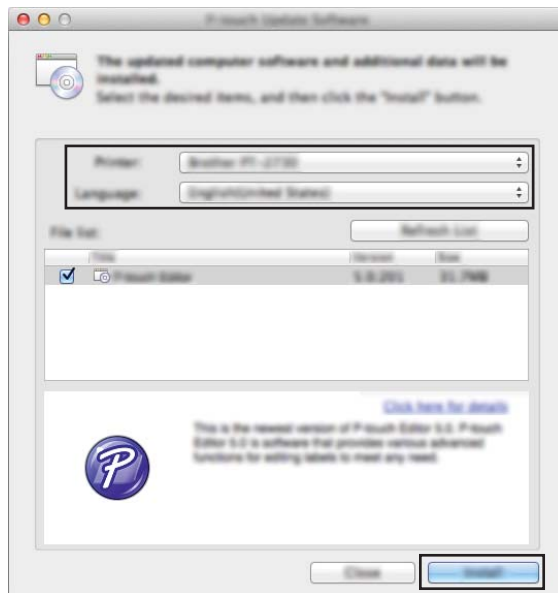 P-touch Update Software
The updated computer software and additional data will be
installed.
Select the desired items, and then click the "Install" button.
Printer: Brother PT-2730
Language: English(United States)
File list: Refresh List
Title Version Size
P-touch Editor 5.0.201 31.7MB
Click here for details
This is the newest version of P-touch Editor 5.0. P-touch
Editor 5.0 is software that provides various advanced
functions for editing labels to meet any need.
P
Close Install